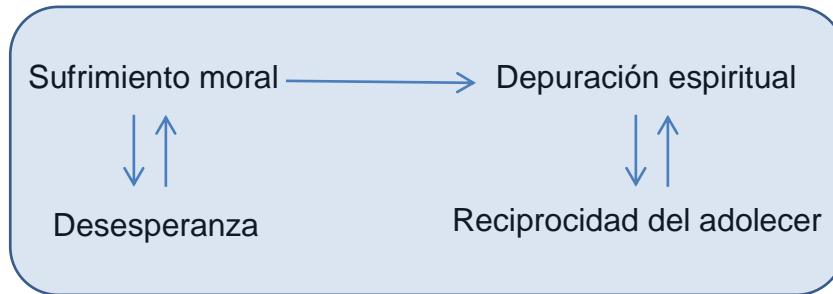 Sufrimiento moral
Depuración espiritual
Desesperanza
Reciprocidad del adolecer